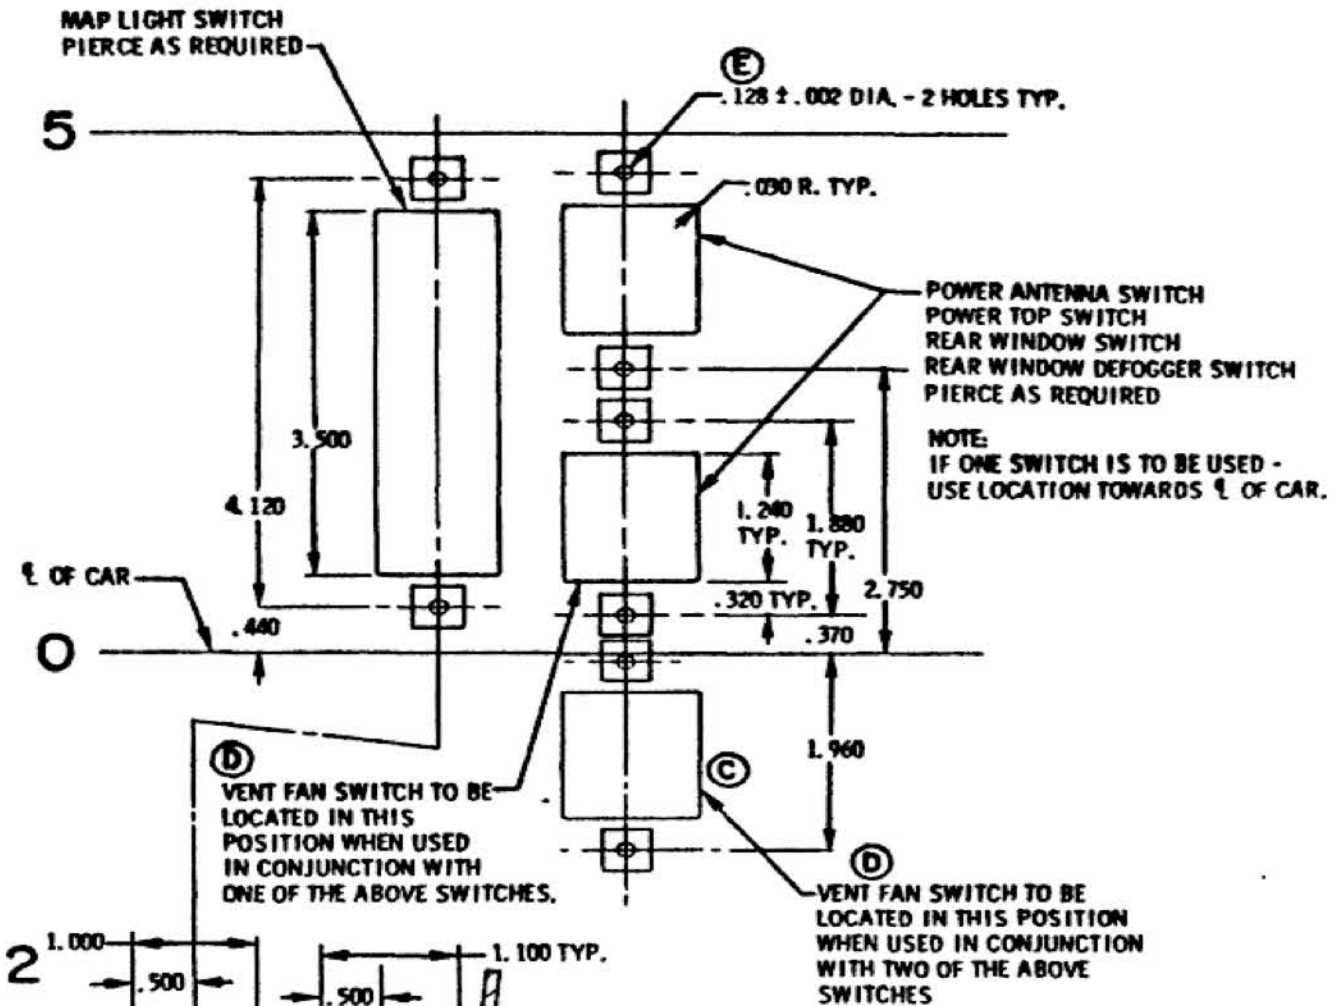 MAP LIGHT SWITCH
PIERCE AS REQUIRED
E
.128 ± .002 DIA. - 2 HOLES TYP.
5
.030 R. TYP.
POWER ANTENNA SWITCH
POWER TOP SWITCH
REAR WINDOW SWITCH
REAR WINDOW DEFOGGER SWITCH
PIERCE AS REQUIRED
NOTE:
IF ONE SWITCH IS TO BE USED -
USE LOCATION TOWARDS ℄ OF CAR.
3.500
4.120
1.240
TYP.
1.880
TYP.
2.750
℄ OF CAR
.320 TYP.
.440
.370
0
1.960
D
VENT FAN SWITCH TO BE
LOCATED IN THIS
POSITION WHEN USED
IN CONJUNCTION WITH
ONE OF THE ABOVE SWITCHES.
C
D
VENT FAN SWITCH TO BE
LOCATED IN THIS POSITION
WHEN USED IN CONJUNCTION
WITH TWO OF THE ABOVE
SWITCHES
2
1.000
.500
1.100 TYP.
.500